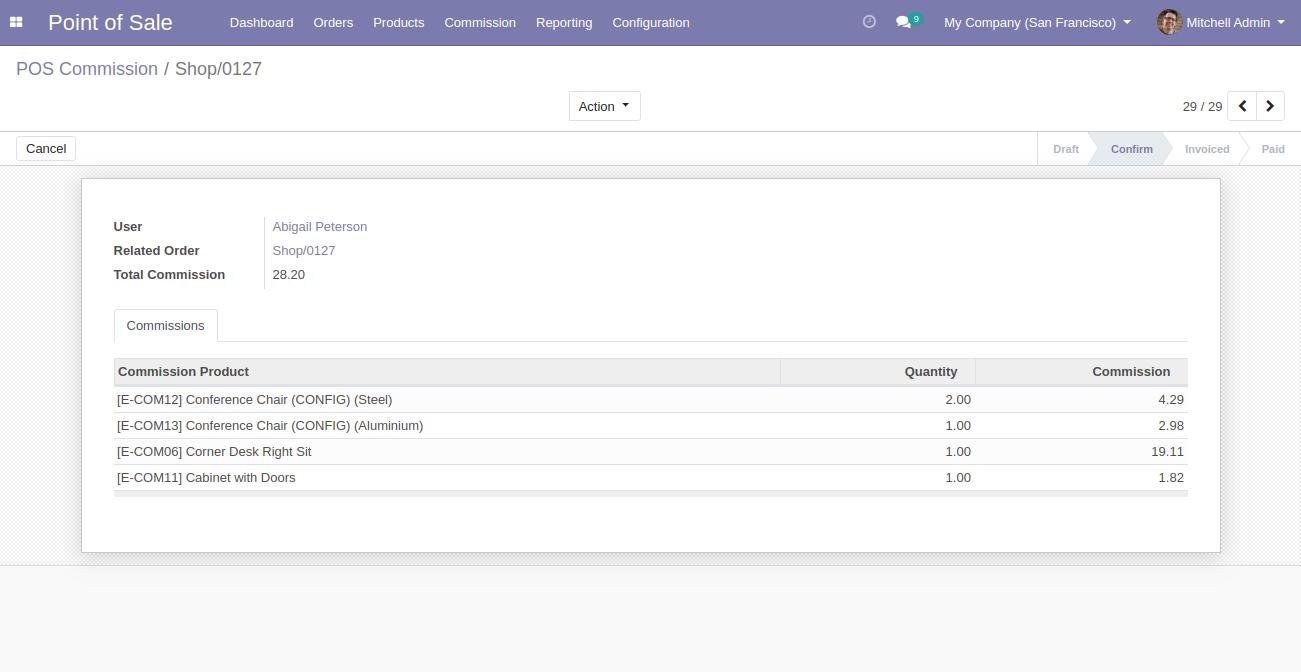 Point of Sale Dashboard Orders Products Commission Reporting Configuration 9 My Company (San Francisco) Mitchell Admin
POS Commission / Shop/0127
Action 29 / 29
Cancel Draft Confirm Invoiced Paid
User Abigail Peterson
Related Order Shop/0127
Total Commission 28.20
Commissions
Commission Product Quantity Commission
[E-COM12] Conference Chair (CONFIG) (Steel) 2.00 4.29
[E-COM13] Conference Chair (CONFIG) (Aluminium) 1.00 2.98
[E-COM06] Corner Desk Right Sit 1.00 19.11
[E-COM11] Cabinet with Doors 1.00 1.82